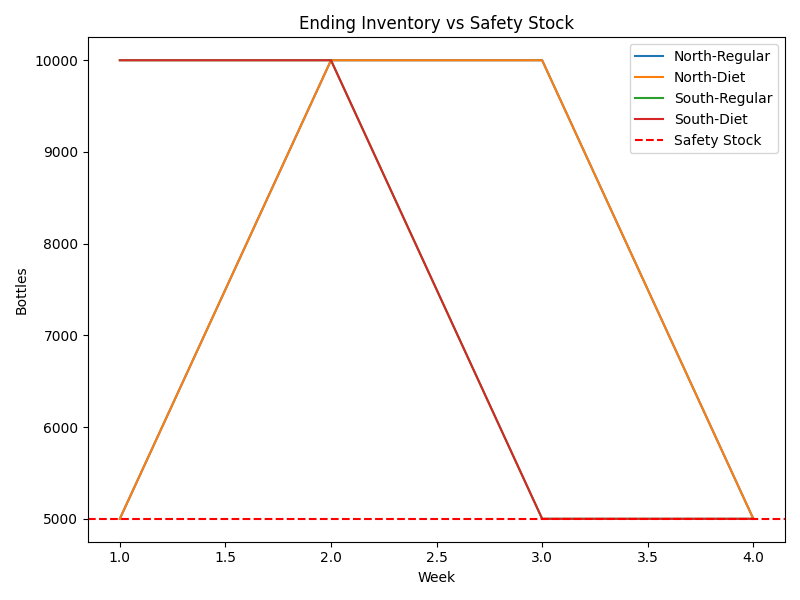 Ending Inventory vs Safety Stock
North-Regular
North-Diet
South-Regular
South-Diet
Safety Stock
Bottles
10000
9000
8000
7000
6000
5000
1.0 1.5 2.0 2.5 3.0 3.5 4.0
Week